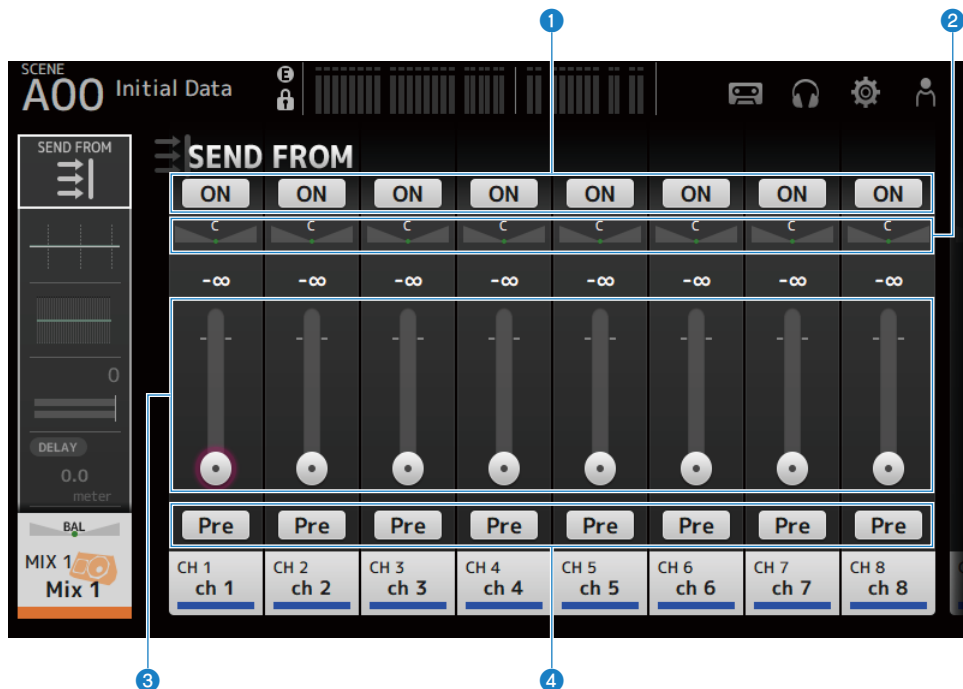 1
2
SCENE
A00 Initial Data
E
SEND FROM
SEND FROM
ON ON ON ON ON ON ON ON
C C C C C C C C
-∞ -∞ -∞ -∞ -∞ -∞ -∞ -∞
0
DELAY
0.0
meter
Pre Pre Pre Pre Pre Pre Pre Pre
BAL
MIX 1
Mix 1
CH 1 CH 2 CH 3 CH 4 CH 5 CH 6 CH 7 CH 8
ch 1 ch 2 ch 3 ch 4 ch 5 ch 6 ch 7 ch 8
3
4